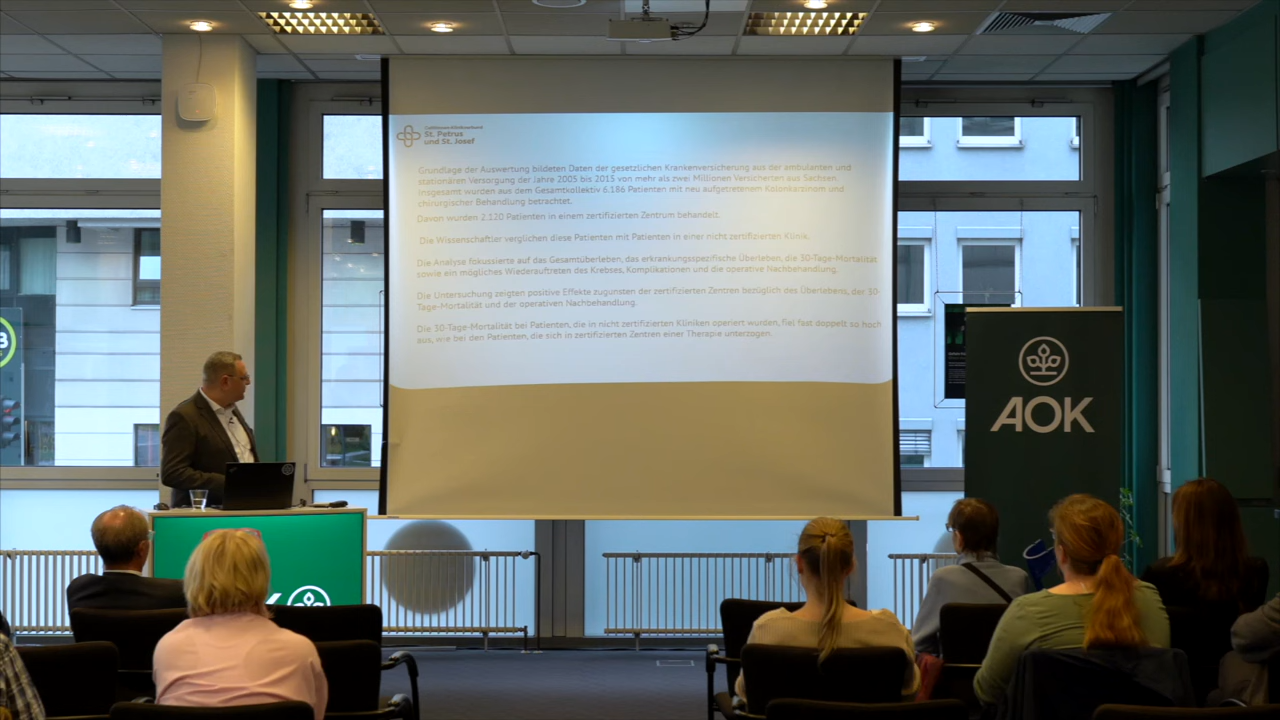 Cellitinnen-Klinikverbund
St. Petrus
und St. Josef
Grundlage der Auswertung bildeten Daten der gesetzlichen Krankenversicherung aus der ambulanten und
stationären Versorgung der Jahre 2005 bis 2015 von mehr als zwei Millionen Versicherten aus Sachsen.
Insgesamt wurden aus dem Gesamtkollektiv 6.186 Patienten mit neu aufgetretenem Kolonkarzinom und
chirurgischer Behandlung betrachtet.
Davon wurden 2.120 Patienten in einem zertifizierten Zentrum behandelt.
Die Wissenschaftler verglichen diese Patienten mit Patienten in einer nicht zertifizierten Klinik.
Die Analyse fokussierte auf das Gesamtüberleben, das erkrankungsspezifische Überleben, die 30-Tage-Mortalität
sowie ein mögliches Wiederauftreten des Krebses, Komplikationen und die operative Nachbehandlung.
Die Untersuchung zeigten positive Effekte zugunsten der zertifizierten Zentren bezüglich des Überlebens, der 30-
Tage-Mortalität und der operativen Nachbehandlung.
Die 30-Tage-Mortalität bei Patienten, die in nicht zertifizierten Kliniken operiert wurden, fiel fast doppelt so hoch
aus, wie bei den Patienten, die sich in zertifizierten Zentren einer Therapie unterzogen.
AOK